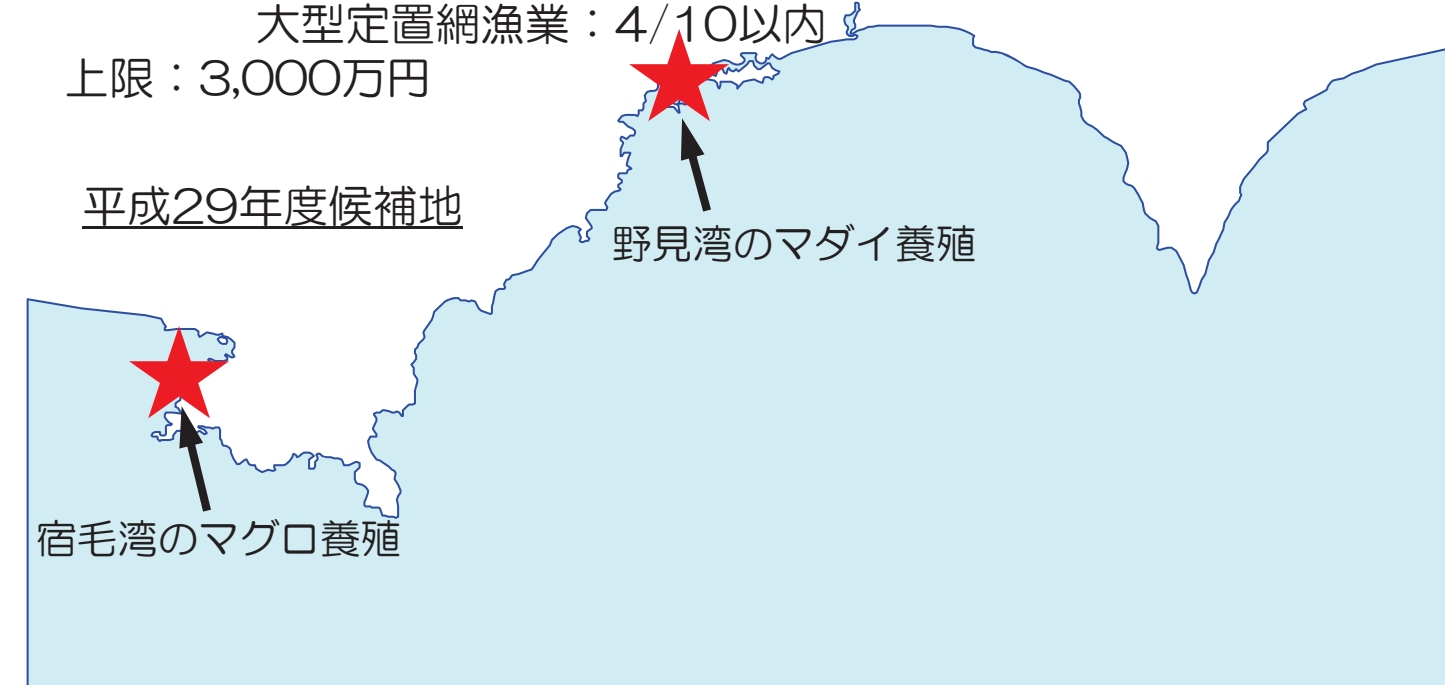 大型定置網漁業：4/10以内
上限：3,000万円
平成29年度候補地
野見湾のマダイ養殖
宿毛湾のマグロ養殖